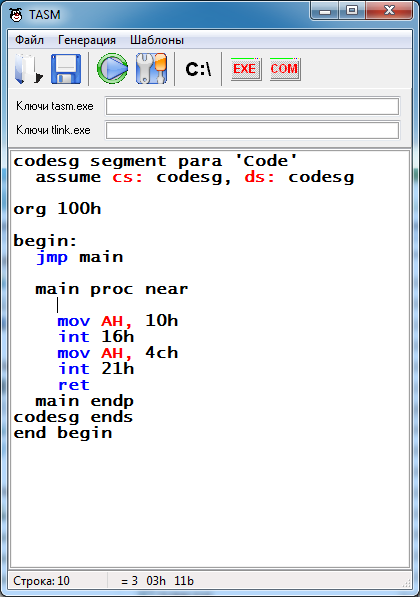 TASM
Файл Генерация Шаблоны
C:\ EXE COM
Ключи tasm.exe
Ключи tlink.exe
codesg segment para 'Code'
assume cs: codesg, ds: codesg
org 100h
begin:
jmp main
main proc near
mov AH, 10h
int 16h
mov AH, 4ch
int 21h
ret
main endp
codesg ends
end begin
Строка: 10 = 3 03h 11b